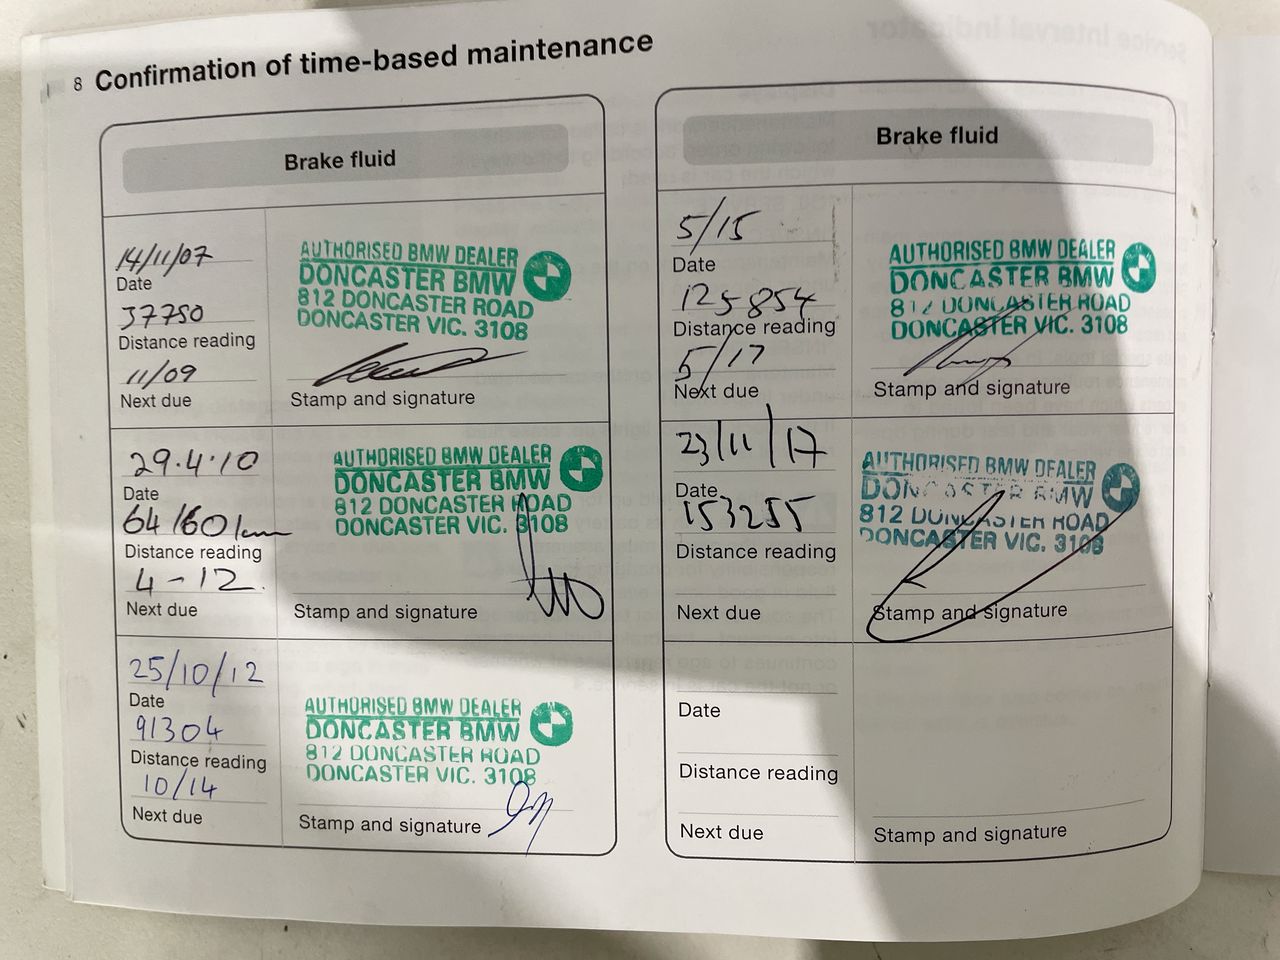 8 Confirmation of time-based maintenance
Brake fluid
14/11/07
Date
37750
Distance reading
11/09
Next due
AUTHORISED BMW DEALER
DONCASTER BMW
812 DONCASTER ROAD
DONCASTER VIC. 3108
Stamp and signature
29.4.10
Date
64160km
Distance reading
4-12
Next due
AUTHORISED BMW DEALER
DONCASTER BMW
812 DONCASTER ROAD
DONCASTER VIC. 3108
Stamp and signature
25/10/12
Date
91304
Distance reading
10/14
Next due
AUTHORISED BMW DEALER
DONCASTER BMW
812 DONCASTER ROAD
DONCASTER VIC. 3108
Stamp and signature
Brake fluid
5/15
Date
125854
Distance reading
5/17
Next due
AUTHORISED BMW DEALER
DONCASTER BMW
812 DONCASTER ROAD
DONCASTER VIC. 3108
Stamp and signature
23/11/17
Date
153255
Distance reading
Next due
AUTHORISED BMW DEALER
DONCASTER BMW
812 DONCASTER ROAD
DONCASTER VIC. 3108
Stamp and signature
Date
Distance reading
Next due
Stamp and signature